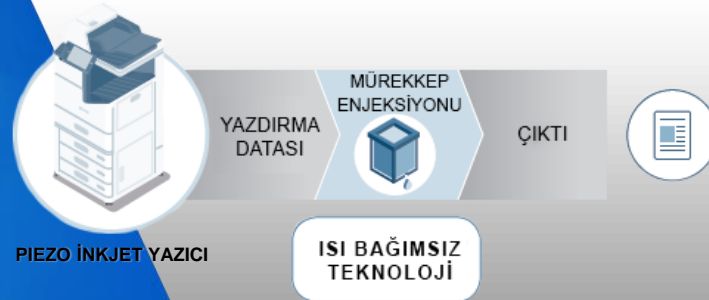 MÜREKKEP
ENJEKSİYONU
YAZDIRMA
DATASI
ÇIKTI
PIEZO İNKJET YAZICI
ISI BAĞIMSIZ
TEKNOLOJİ